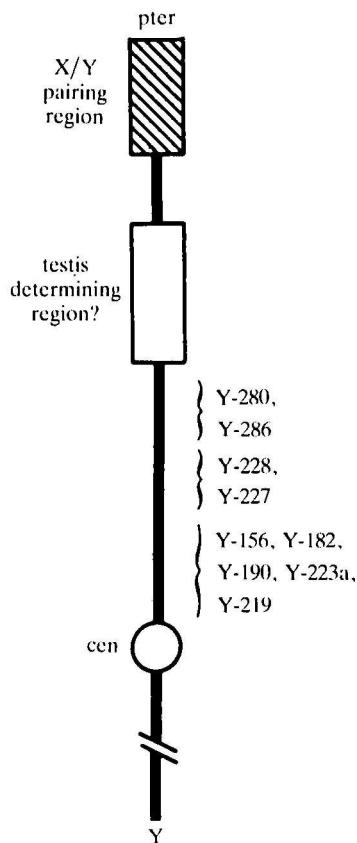 pter
X/Y
pairing
region
testis
determining
region?
Y-280,
Y-286
Y-228,
Y-227
Y-156, Y-182,
Y-190, Y-223a,
Y-219
cen
Y